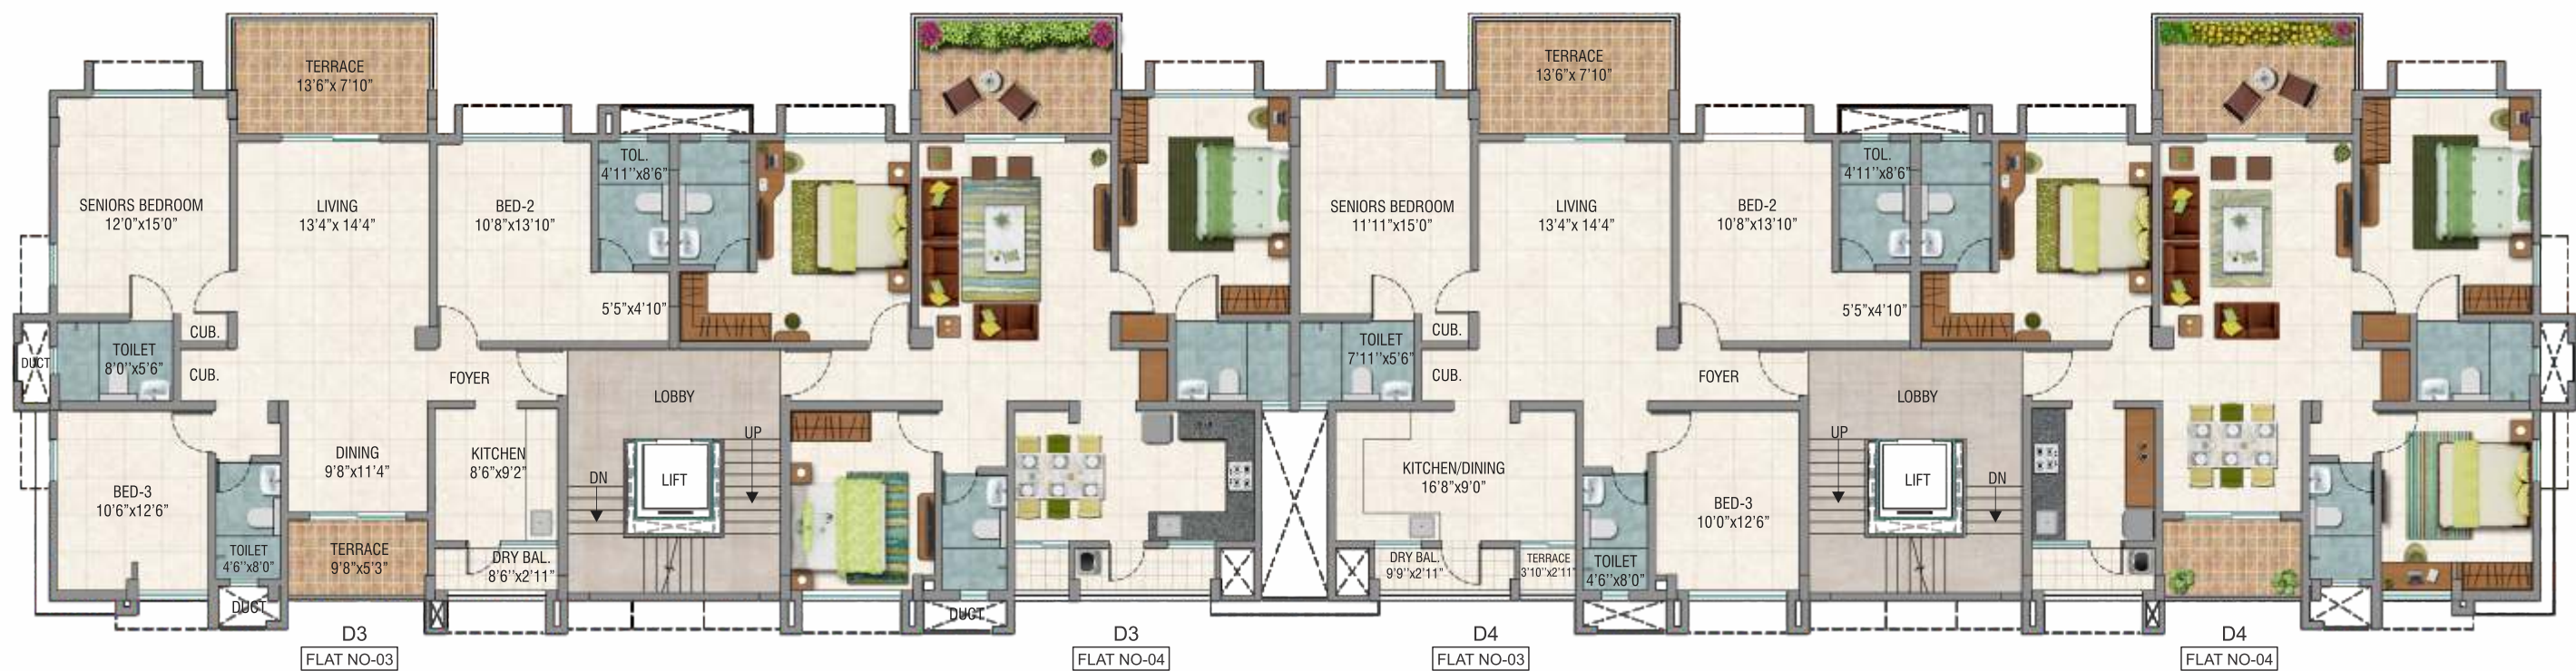 TERRACE
13'6"x 7'10"
SENIORS BEDROOM
12'0"x15'0"
LIVING
13'4"x 14'4"
BED-2
10'8"x13'10"
TOL.
4'11''x8'6"
5'5"x4'10"
CUB.
CUB.
DUCT
TOILET
8'0"x5'6"
FOYER
LOBBY
BED-3
10'6"x12'6"
TOILET
4'6"x8'0"
DUCT
DINING
9'8"x11'4"
TERRACE
9'8"x5'3"
KITCHEN
8'6"x9'2"
DRY BAL.
8'6''x2'11"
DN
LIFT
UP
DUCT
D3
FLAT NO-03
D3
FLAT NO-04
TERRACE
13'6"x 7'10"
SENIORS BEDROOM
11'11"x15'0"
LIVING
13'4"x 14'4"
BED-2
10'8"x13'10"
TOL.
4'11''x8'6"
5'5"x4'10"
CUB.
CUB.
TOILET
7'11''x5'6"
FOYER
LOBBY
KITCHEN/DINING
16'8"x9'0"
DRY BAL.
9'9"x2'11"
TERRACE
3'10"x2'11"
TOILET
4'6"x8'0"
BED-3
10'0"x12'6"
UP
LIFT
DN
D4
FLAT NO-03
D4
FLAT NO-04